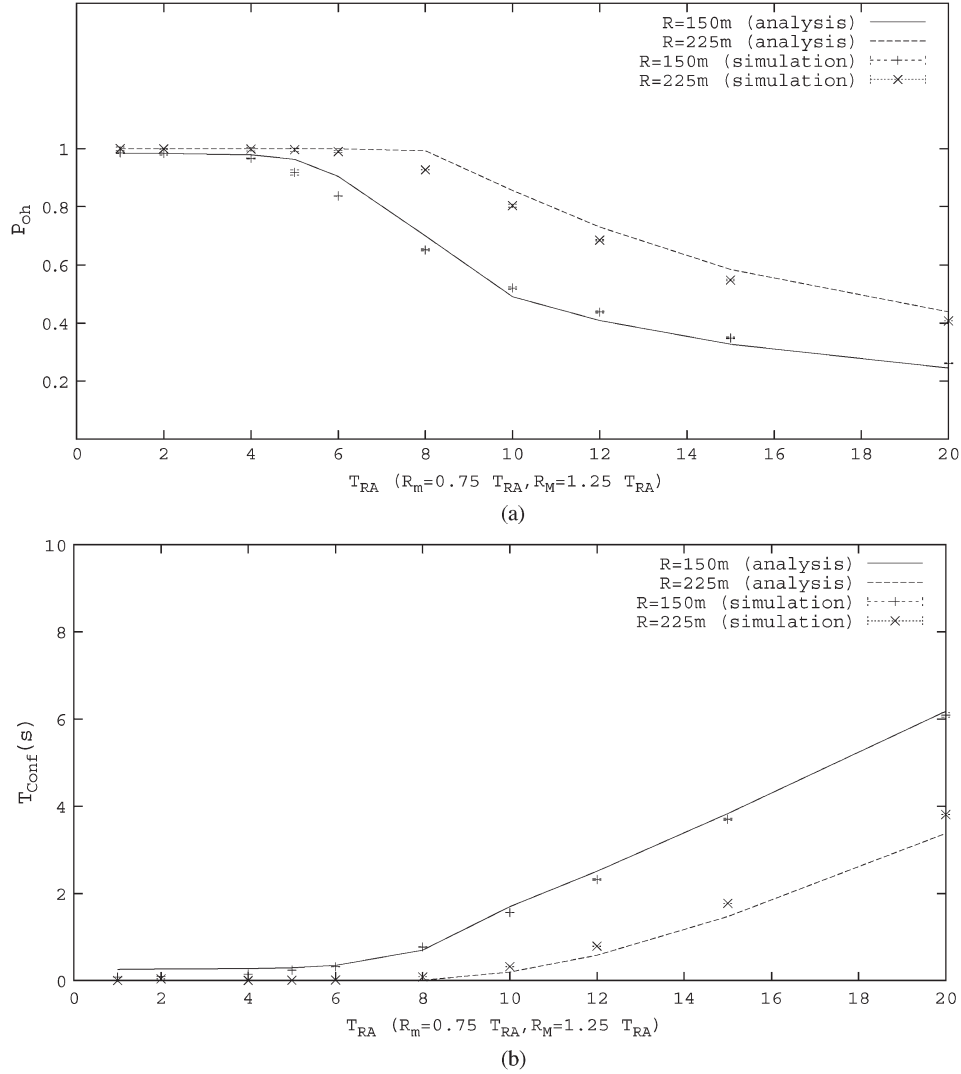 R=150m (analysis)
R=225m (analysis)
R=150m (simulation)
R=225m (simulation)
1
0.8
0.6
0.4
0.2
P_oh
0 2 4 6 8 10 12 14 16 18 20
T_RA (R_m=0.75 T_RA,R_M=1.25 T_RA)
(a)
10
8
6
4
2
0
T_Conf(s)
R=150m (analysis)
R=225m (analysis)
R=150m (simulation)
R=225m (simulation)
0 2 4 6 8 10 12 14 16 18 20
T_RA (R_m=0.75 T_RA,R_M=1.25 T_RA)
(b)